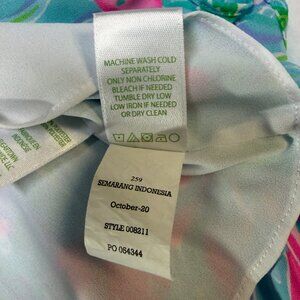 MACHINE WASH COLD
SEPARATELY
ONLY NON CHLORINE
BLEACH IF NEEDED
TUMBLE DRY LOW
LOW IRON IF NEEDED
OR DRY CLEAN
259
SEMARANG INDONESIA
October-20
STYLE 008211
PO 064344